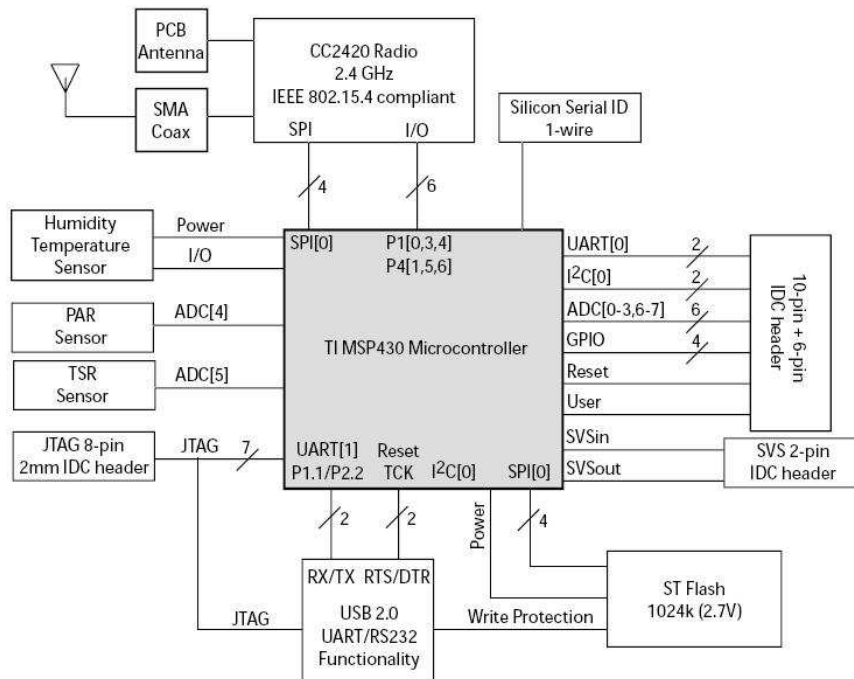 PCB
Antenna
CC2420 Radio
2.4 GHz
IEEE 802.15.4 compliant
SPI
I/O
SMA
Coax
Silicon Serial ID
1-wire
4
6
Humidity
Temperature
Sensor
Power
I/O
SPI[0]
P1[0,3,4]
P4[1,5,6]
UART[0]
2
I²C[0]
2
ADC[0-3,6-7]
6
GPIO
4
Reset
User
10-pin + 6-pin
IDC header
PAR
Sensor
ADC[4]
TI MSP430 Microcontroller
TSR
Sensor
ADC[5]
JTAG 8-pin
2mm IDC header
JTAG
7
UART[1]
P1.1/P2.2
Reset
TCK
I²C[0]
SPI[0]
SVSin
SVSout
SVS 2-pin
IDC header
2
2
Power
4
RX/TX
RTS/DTR
USB 2.0
UART/RS232
Functionality
JTAG
Write Protection
ST Flash
1024k (2.7V)